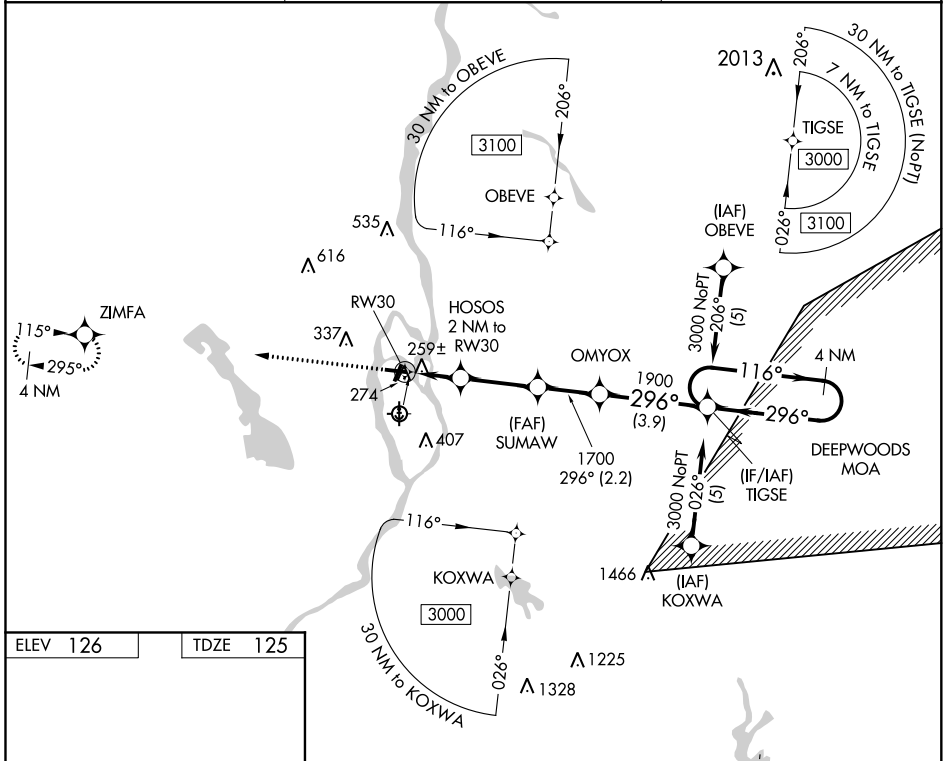 30 NM to OBEVE
206°
3100
OBEVE
116°
2013
206°
30 NM to TIGSE (NoPT)
7 NM to TIGSE
TIGSE
3000
026°
3100
535
616
(IAF)
OBEVE
3000 NoPT
206°
(5)
ZIMFA
115°
295°
4 NM
RW30
337
259±
274
HOSOS
2 NM to
RW30
OMYOX
1900
296°
(3.9)
116°
4 NM
296°
407
(FAF)
SUMAW
1700
296° (2.2)
(IF/IAF)
TIGSE
DEEPWOODS
MOA
3000 NoPT
026°
(5)
1466
(IAF)
KOXWA
116°
KOXWA
3000
026°
30 NM to KOXWA
1225
1328
ELEV 126
TDZE 125